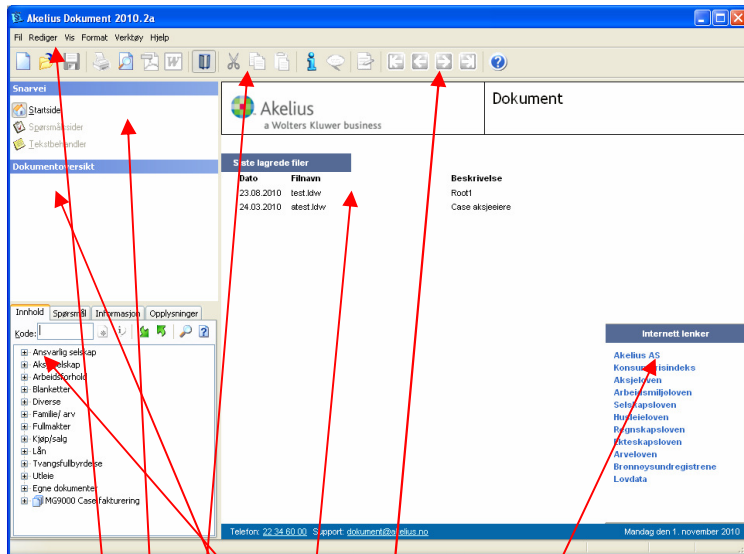 Akelius Dokument 2010.2a
Fil Rediger Vis Format Verktøy Hjelp
Snarvei
Startside
Spørsmålsider
Tekstbehandler
Dokumentoversikt
Akelius
a Wolters Kluwer business
Dokument
Siste lagrede filer
Dato Filnavn Beskrivelse
23.08.2010 test.ldw Root1
24.03.2010 atest.ldw Case aksjeeiere
Innhold Spørsmål Informasjon Opplysninger
Kode:
Ansvarlig selskap
Aksjeselskap
Arbeidsforhold
Blanketter
Diverse
Familie/ arv
Fullmakter
Kjøp/salg
Lån
Tvangsfullbyrdelse
Utleie
Egne dokumenter
MG9000 Case fakturering
Internett lenker
Akelius AS
Konsumprisindeks
Aksjeloven
Arbeidsmiljøloven
Selskapsloven
Husleieloven
Regnskapsloven
Ekteskapsloven
Arveloven
Brønnøysundregistrene
Lovdata
Telefon: 22 34 60 00 Support: dokument@akelius.no
Mandag den 1. november 2010